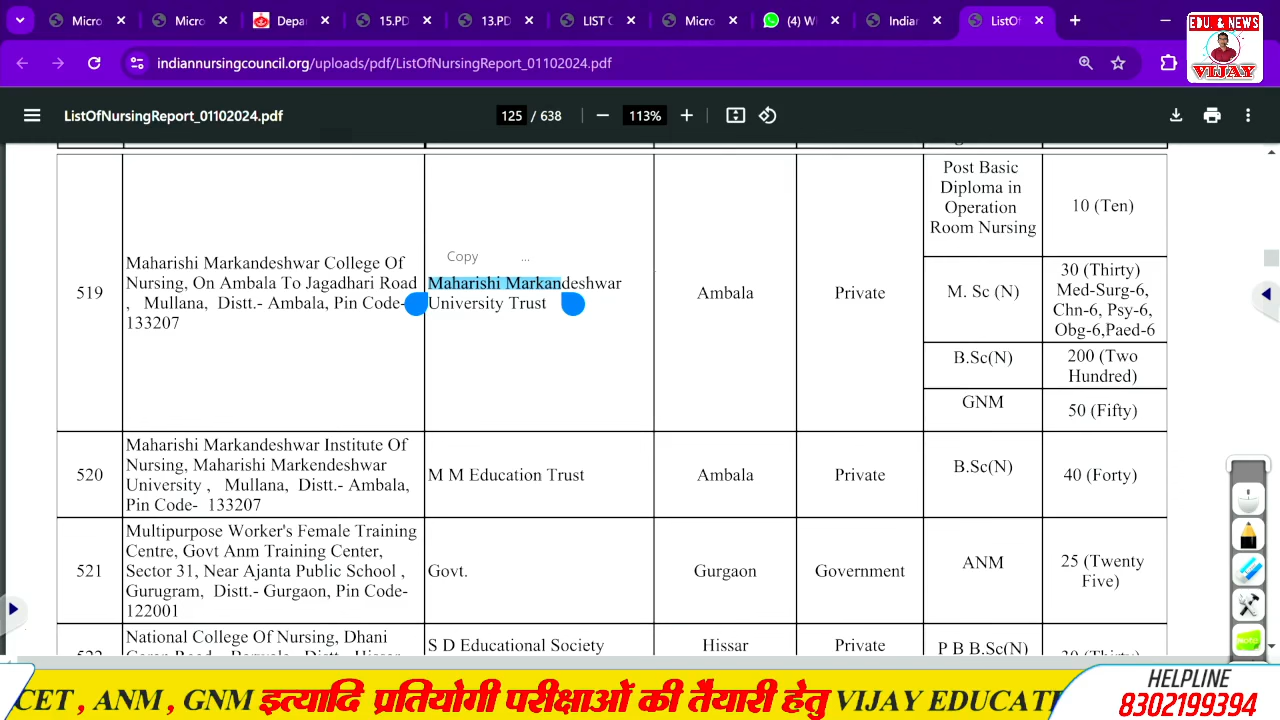 Micro
Micro
Depa
15.PD
13.PD
LIST C
Micro
(4) W
Indian
ListO
EDU. & NEWS
VIJAY
indiannursingcouncil.org/uploads/pdf/ListOfNursingReport_01102024.pdf
ListOfNursingReport_01102024.pdf
125 / 638
113%
519
Maharishi Markandeshwar College Of
Nursing, On Ambala To Jagadhari Road
, Mullana, Distt.- Ambala, Pin Code-
133207
Copy ...
Maharishi Markandeshwar
University Trust
Ambala
Private
Post Basic
Diploma in
Operation
Room Nursing
10 (Ten)
M. Sc (N)
30 (Thirty)
Med-Surg-6,
Chn-6, Psy-6,
Obg-6,Paed-6
B.Sc(N)
200 (Two
Hundred)
GNM
50 (Fifty)
520
Maharishi Markandeshwar Institute Of
Nursing, Maharishi Markendeshwar
University , Mullana, Distt.- Ambala,
Pin Code- 133207
M M Education Trust
Ambala
Private
B.Sc(N)
40 (Forty)
521
Multipurpose Worker's Female Training
Centre, Govt Anm Training Center,
Sector 31, Near Ajanta Public School ,
Gurugram, Distt.- Gurgaon, Pin Code-
122001
Govt.
Gurgaon
Government
ANM
25 (Twenty
Five)
National College Of Nursing, Dhani
S D Educational Society
Hissar
Private
P B B.Sc(N)
CET , ANM , GNM इत्यादि प्रतियोगी परीक्षाओं की तैयारी हेतु VIJAY EDUCATI
HELPLINE
8302199394